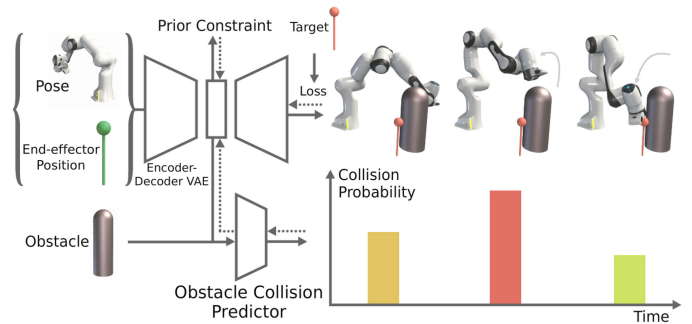 Prior Constraint
Target
Pose
Loss
End-effector
Position
Encoder-
Decoder VAE
Collision
Probability
Obstacle
Obstacle Collision
Predictor
Time